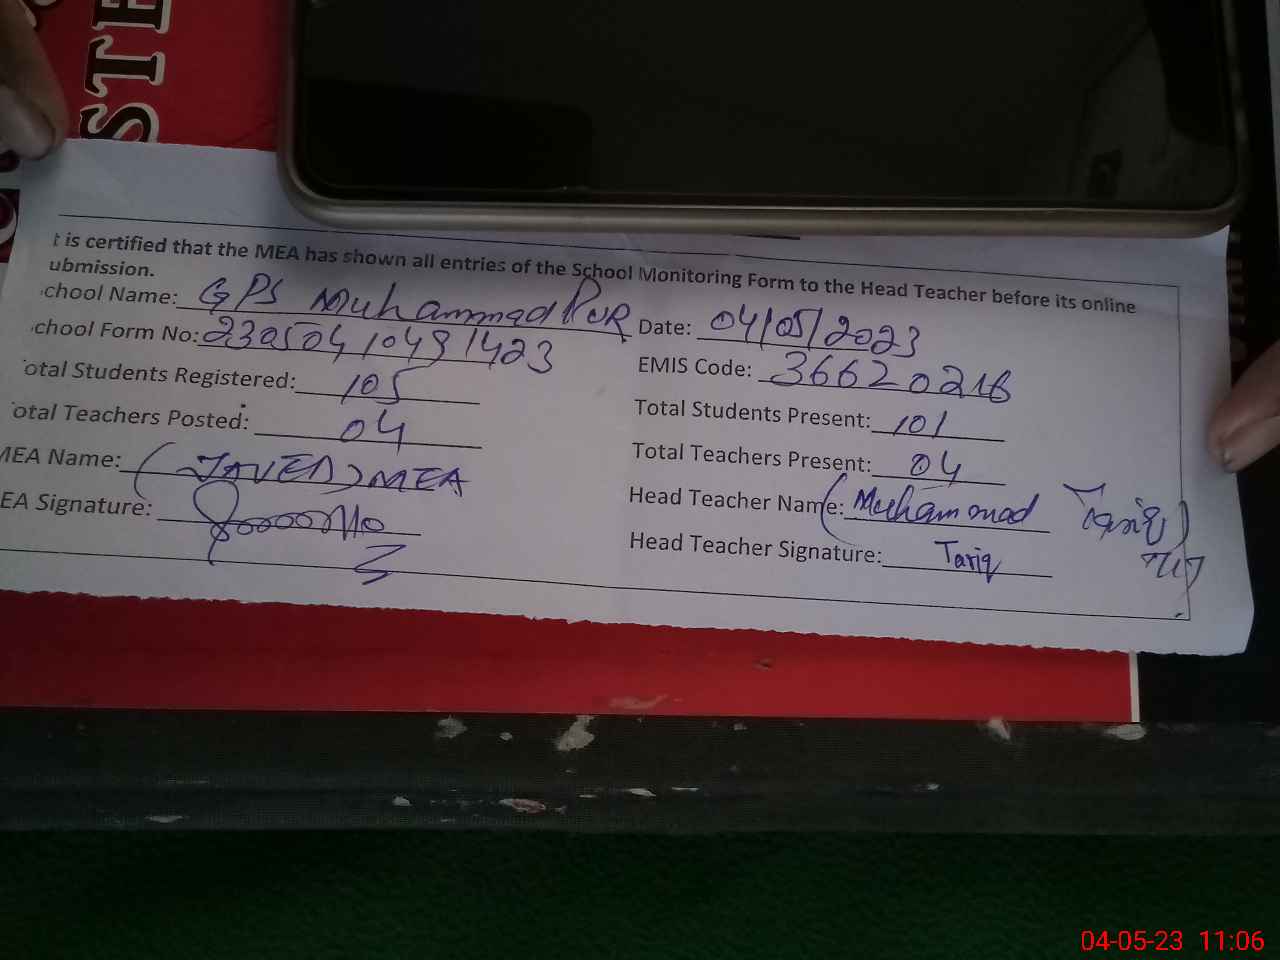 STE
t is certified that the MEA has shown all entries of the School Monitoring Form to the Head Teacher before its online
ubmission.
chool Name: GPS Muhammad Pur Date: 04/05/2023
chool Form No: 23050410491423 EMIS Code: 36620216
otal Students Registered: 105 Total Students Present: 101
otal Teachers Posted: 04 Total Teachers Present: 04
MEA Name: (JAVED) MEA Head Teacher Name: (Muhammad Tariq)
EA Signature: Head Teacher Signature: Tariq
04-05-23 11:06